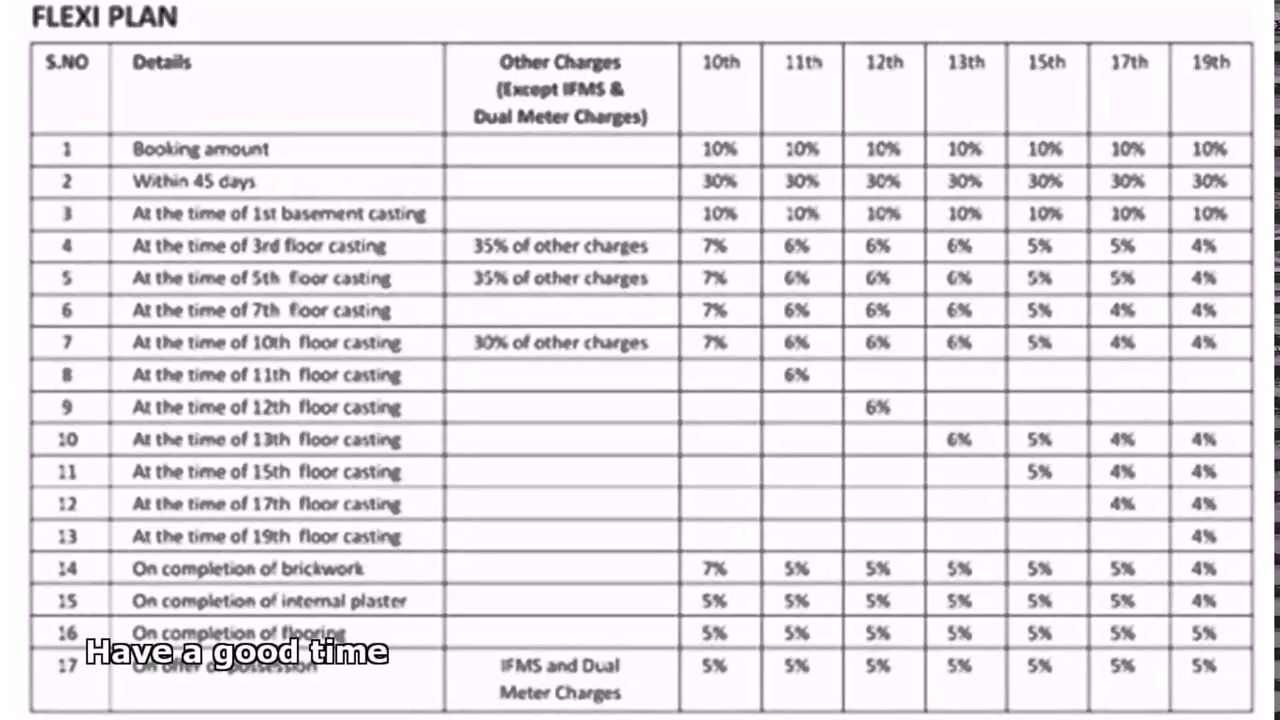 FLEXI PLAN
S.NO Details Other Charges (Except IFMS & Dual Meter Charges) 10th 11th 12th 13th 15th 17th 19th
1 Booking amount 10% 10% 10% 10% 10% 10% 10%
2 Within 45 days 30% 30% 30% 30% 30% 30% 30%
3 At the time of 1st basement casting 10% 10% 10% 10% 10% 10% 10%
4 At the time of 3rd floor casting 35% of other charges 7% 6% 6% 6% 5% 5% 4%
5 At the time of 5th floor casting 35% of other charges 7% 6% 6% 6% 5% 5% 4%
6 At the time of 7th floor casting 7% 6% 6% 6% 5% 4% 4%
7 At the time of 10th floor casting 30% of other charges 7% 6% 6% 6% 5% 4% 4%
8 At the time of 11th floor casting 6%
9 At the time of 12th floor casting 6%
10 At the time of 13th floor casting 6% 5% 4% 4%
11 At the time of 15th floor casting 5% 4% 4%
12 At the time of 17th floor casting 4% 4%
13 At the time of 19th floor casting 4%
14 On completion of brickwork 7% 5% 5% 5% 5% 5% 4%
15 On completion of internal plaster 5% 5% 5% 5% 5% 5% 4%
16 On completion of flooring 5% 5% 5% 5% 5% 5% 5%
Have a good time
17 On offer of possession IFMS and Dual Meter Charges 5% 5% 5% 5% 5% 5% 5%